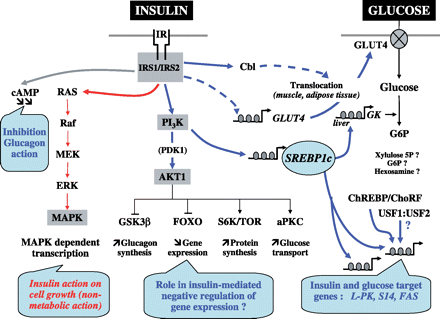 INSULIN
GLUCOSE
IR
GLUT4
IRS1/IRS2
Cbl
cAMP
RAS
Translocation
(muscle, adipose tissue)
Glucose
Inhibition
Glucagon
action
Raf
PI3K
GLUT4
liver
GK
G6P
MEK
(PDK1)
SREBP1c
Xylulose 5P ?
G6P ?
Hexosamine ?
ERK
AKT1
ChREBP/ChoRF
USF1:USF2
?
MAPK
GSK3β
FOXO
S6K/TOR
aPKC
MAPK dependent
transcription
↗Glucagon
synthesis
↘Gene
expression
↗Protein
synthesis
↗Glucose
transport
Insulin action on
cell growth (non-
metabolic action)
Role in insulin-mediated
negative regulation of
gene expression ?
Insulin and glucose target
genes : L-PK, S14, FAS